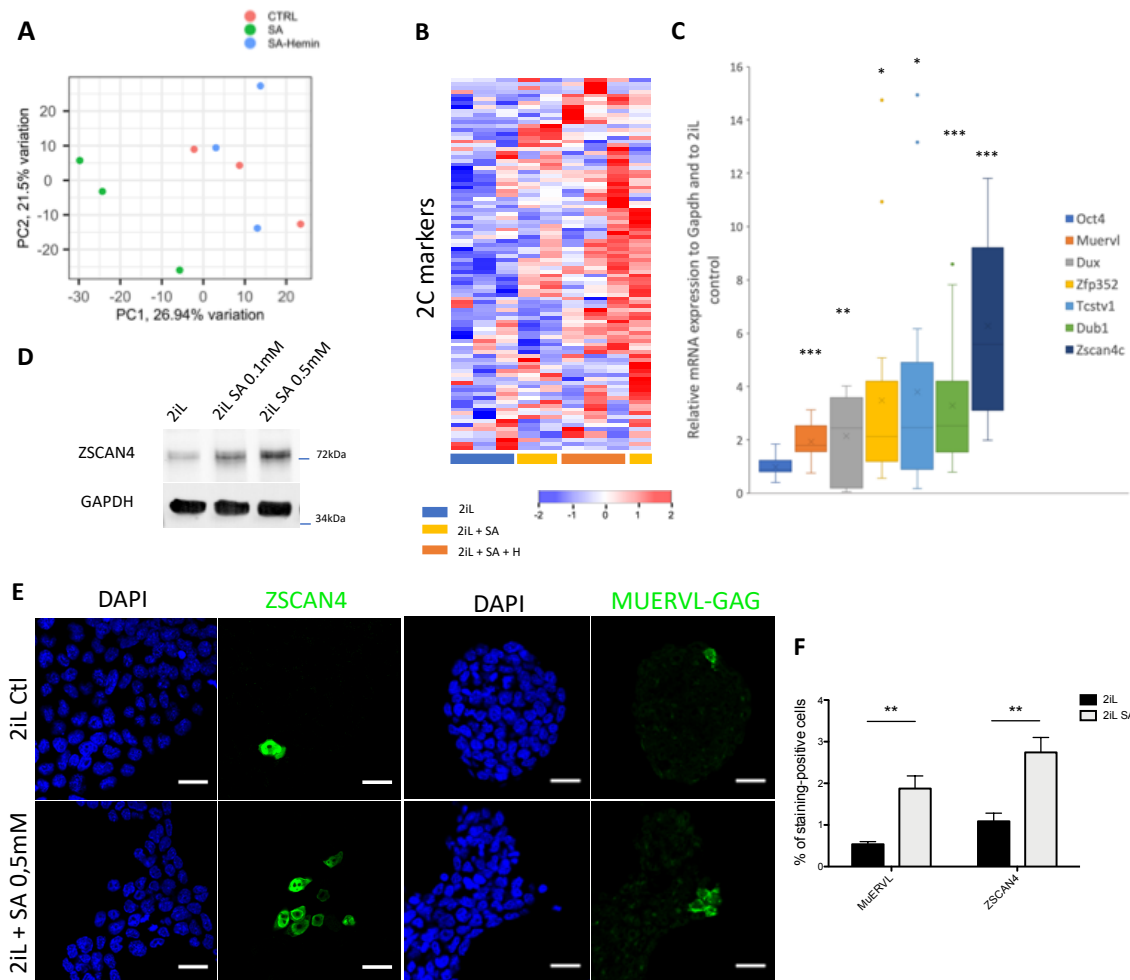 A
CTRL
SA
SA-Hemin
PC2, 21.5% variation
20
10
0
-10
-20
-30
-20
-10
0
10
20
PC1, 26.94% variation
B
2C markers
-2
-1
0
1
2
2iL
2iL + SA
2iL + SA + H
C
Relative mRNA expression to Gapdh and to 2iL
control
16
14
12
10
8
6
4
2
0
***
**
*
*
***
***
Oct4
Muervl
Dux
Zfp352
Tcstv1
Dub1
Zscan4c
D
2iL
2iL SA 0.1mM
2iL SA 0.5mM
ZSCAN4
72kDa
GAPDH
34kDa
E
DAPI
ZSCAN4
DAPI
MUERVL-GAG
2iL Ctl
2iL + SA 0,5mM
F
% of staining-positive cells
4
3
2
1
0
**
**
MuERVL
ZSCAN4
2iL
2iL SA